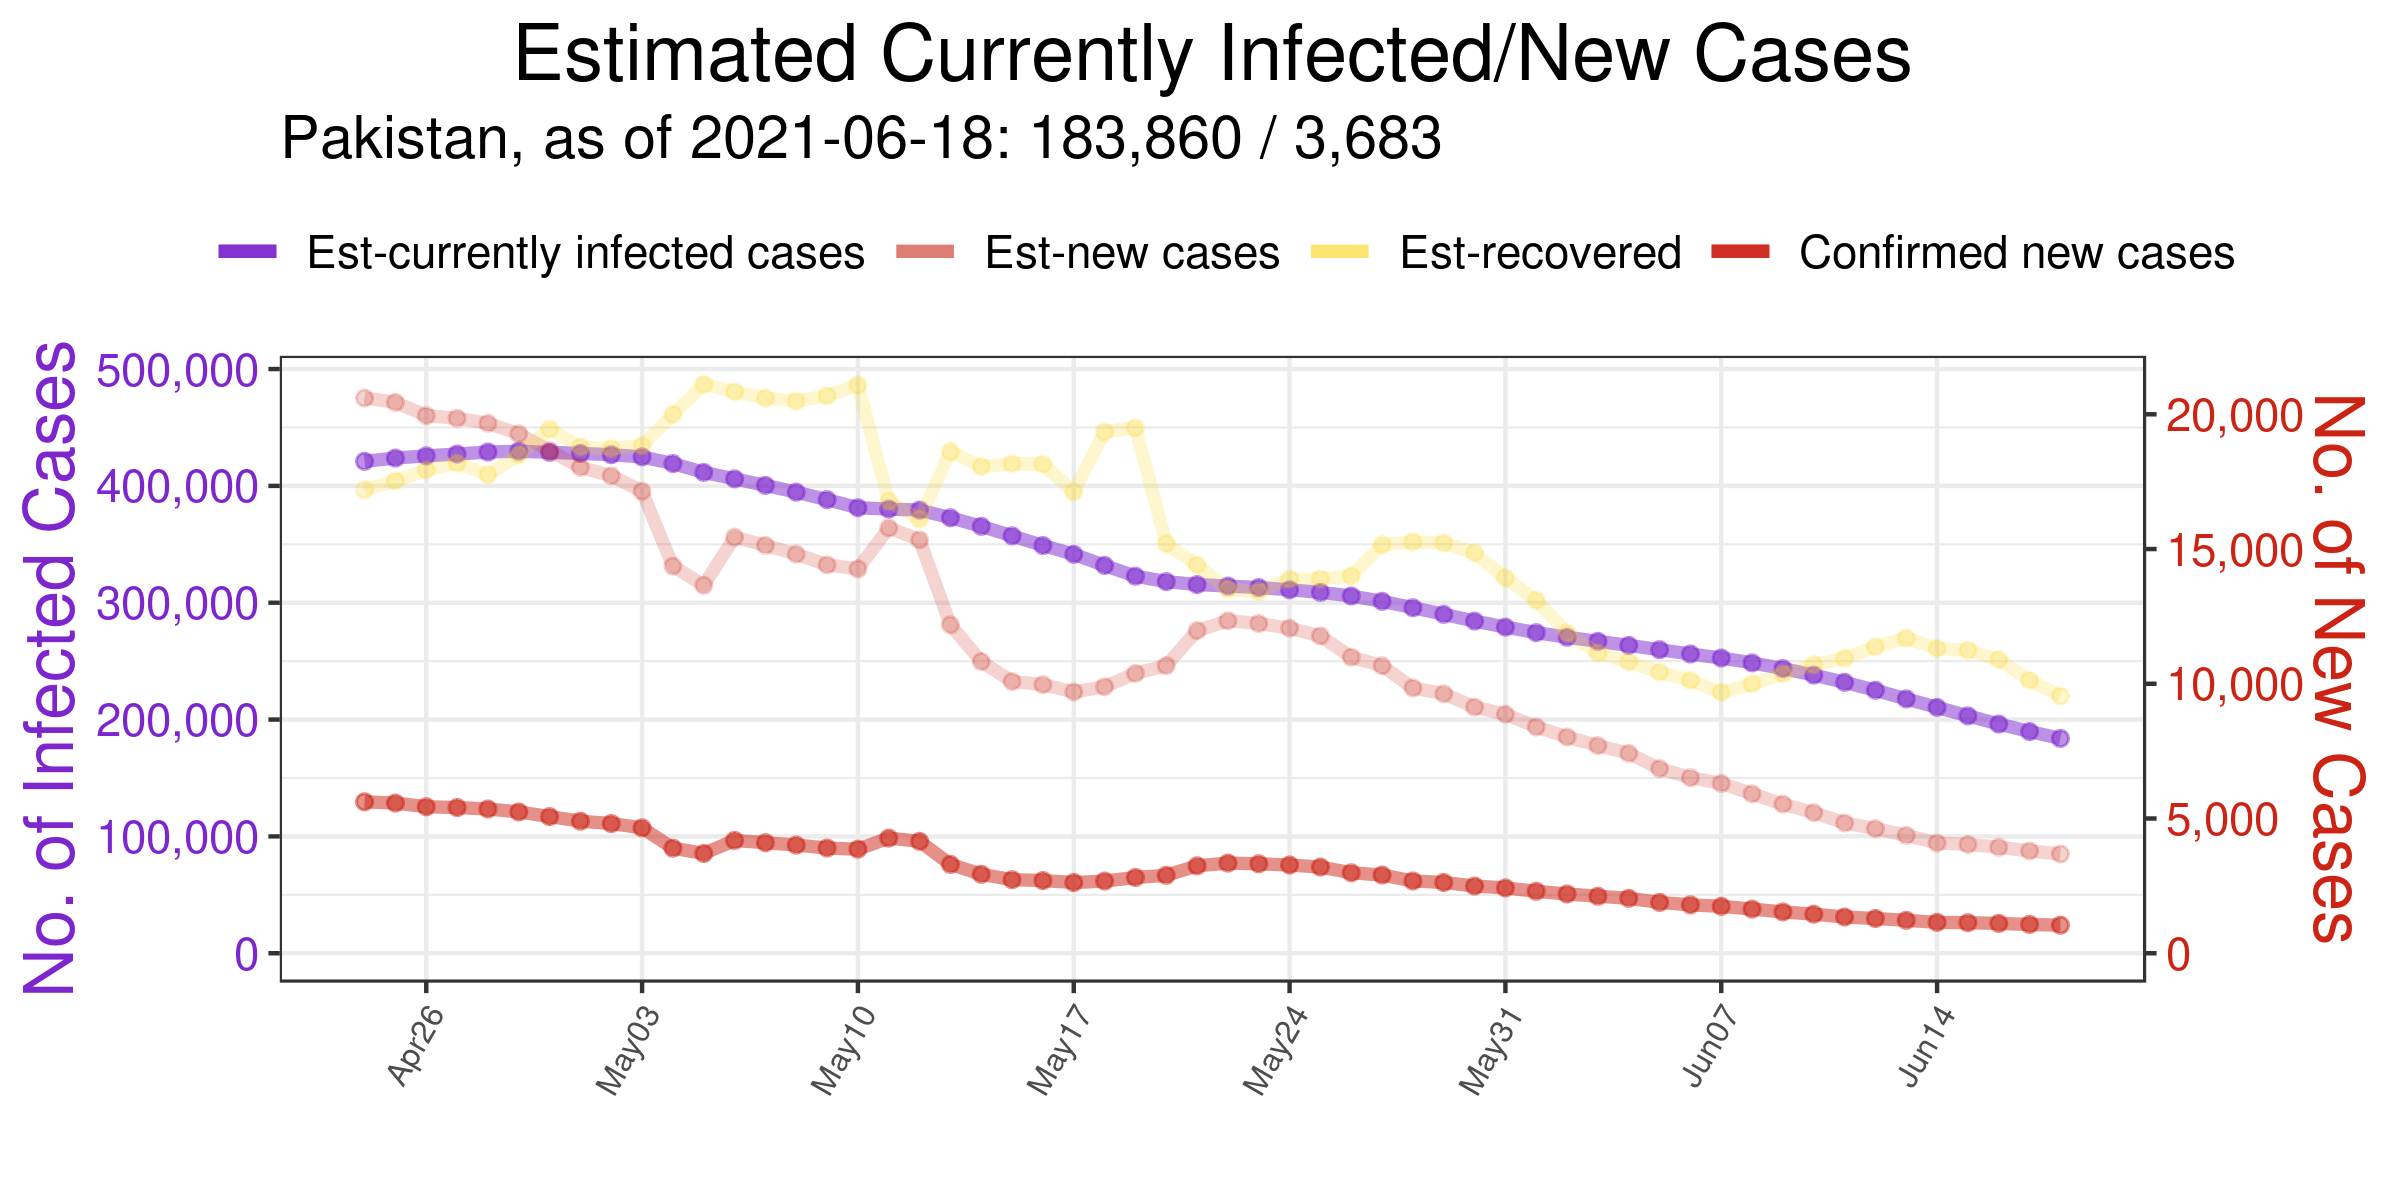 Estimated Currently Infected/New Cases
Pakistan, as of 2021-06-18: 183,860 / 3,683
Est-currently infected cases Est-new cases Est-recovered Confirmed new cases
No. of Infected Cases
500,000
400,000
300,000
200,000
100,000
0
20,000
15,000
10,000
5,000
0
No. of New Cases
Apr26 May03 May10 May17 May24 May31 Jun07 Jun14